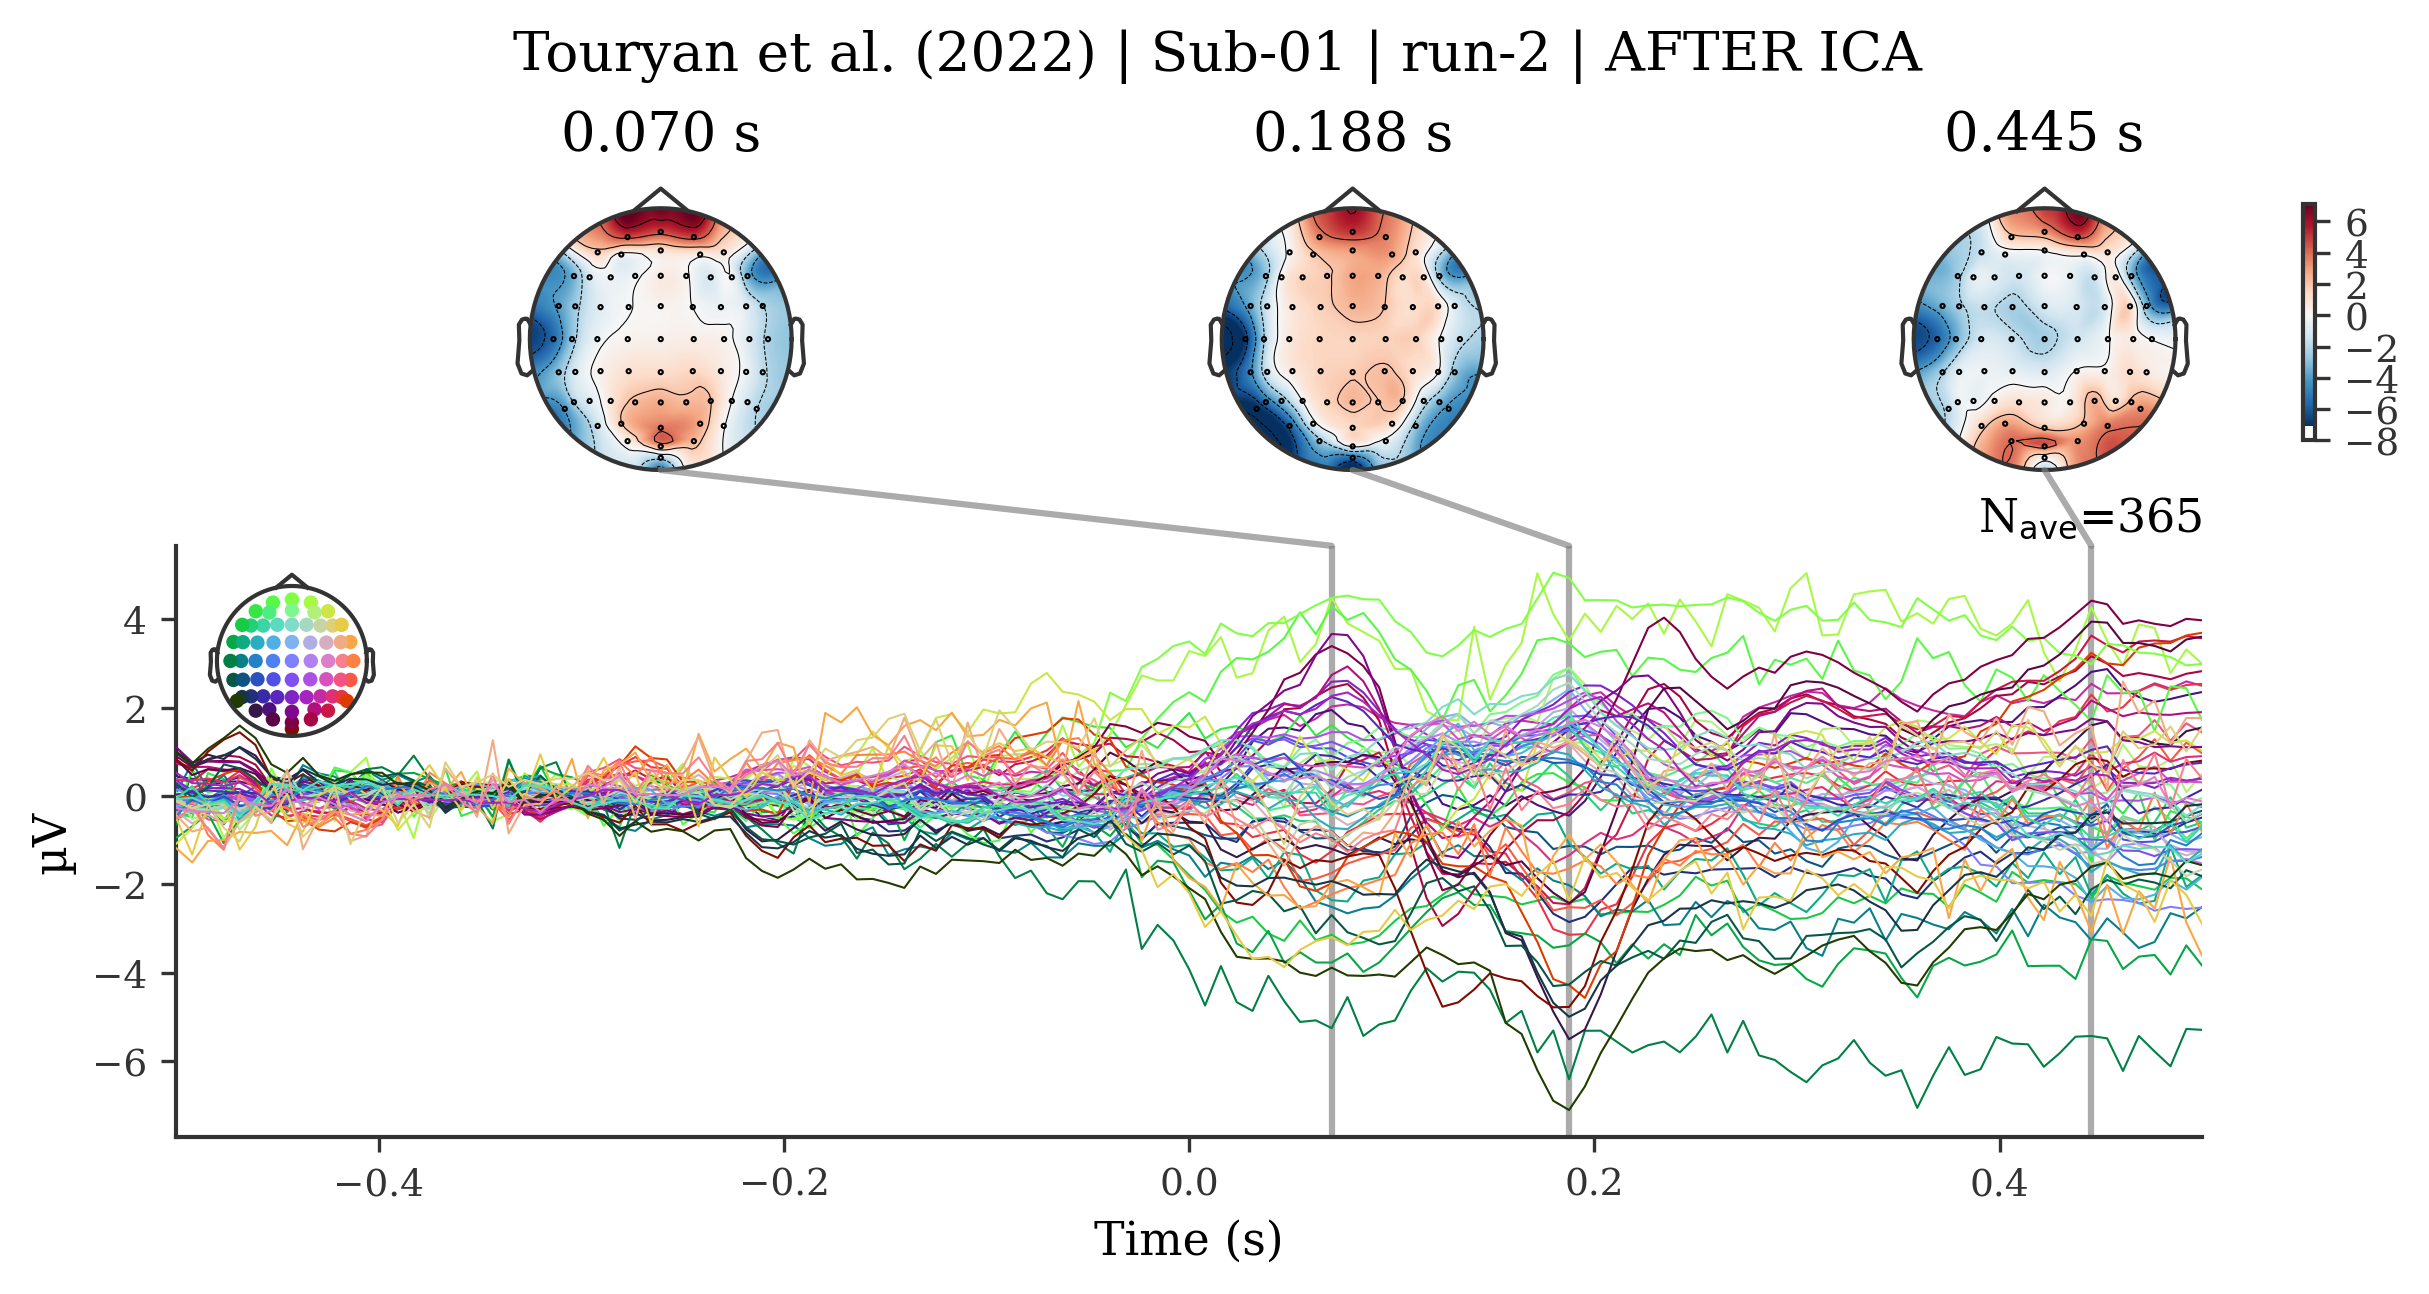 Touryan et al. (2022) | Sub-01 | run-2 | AFTER ICA
0.070 s
0.188 s
0.445 s
6
4
2
0
−2
−4
−6
−8
Nave=365
4
2
0
−2
−4
−6
µV
−0.4
−0.2
0.0
0.2
0.4
Time (s)